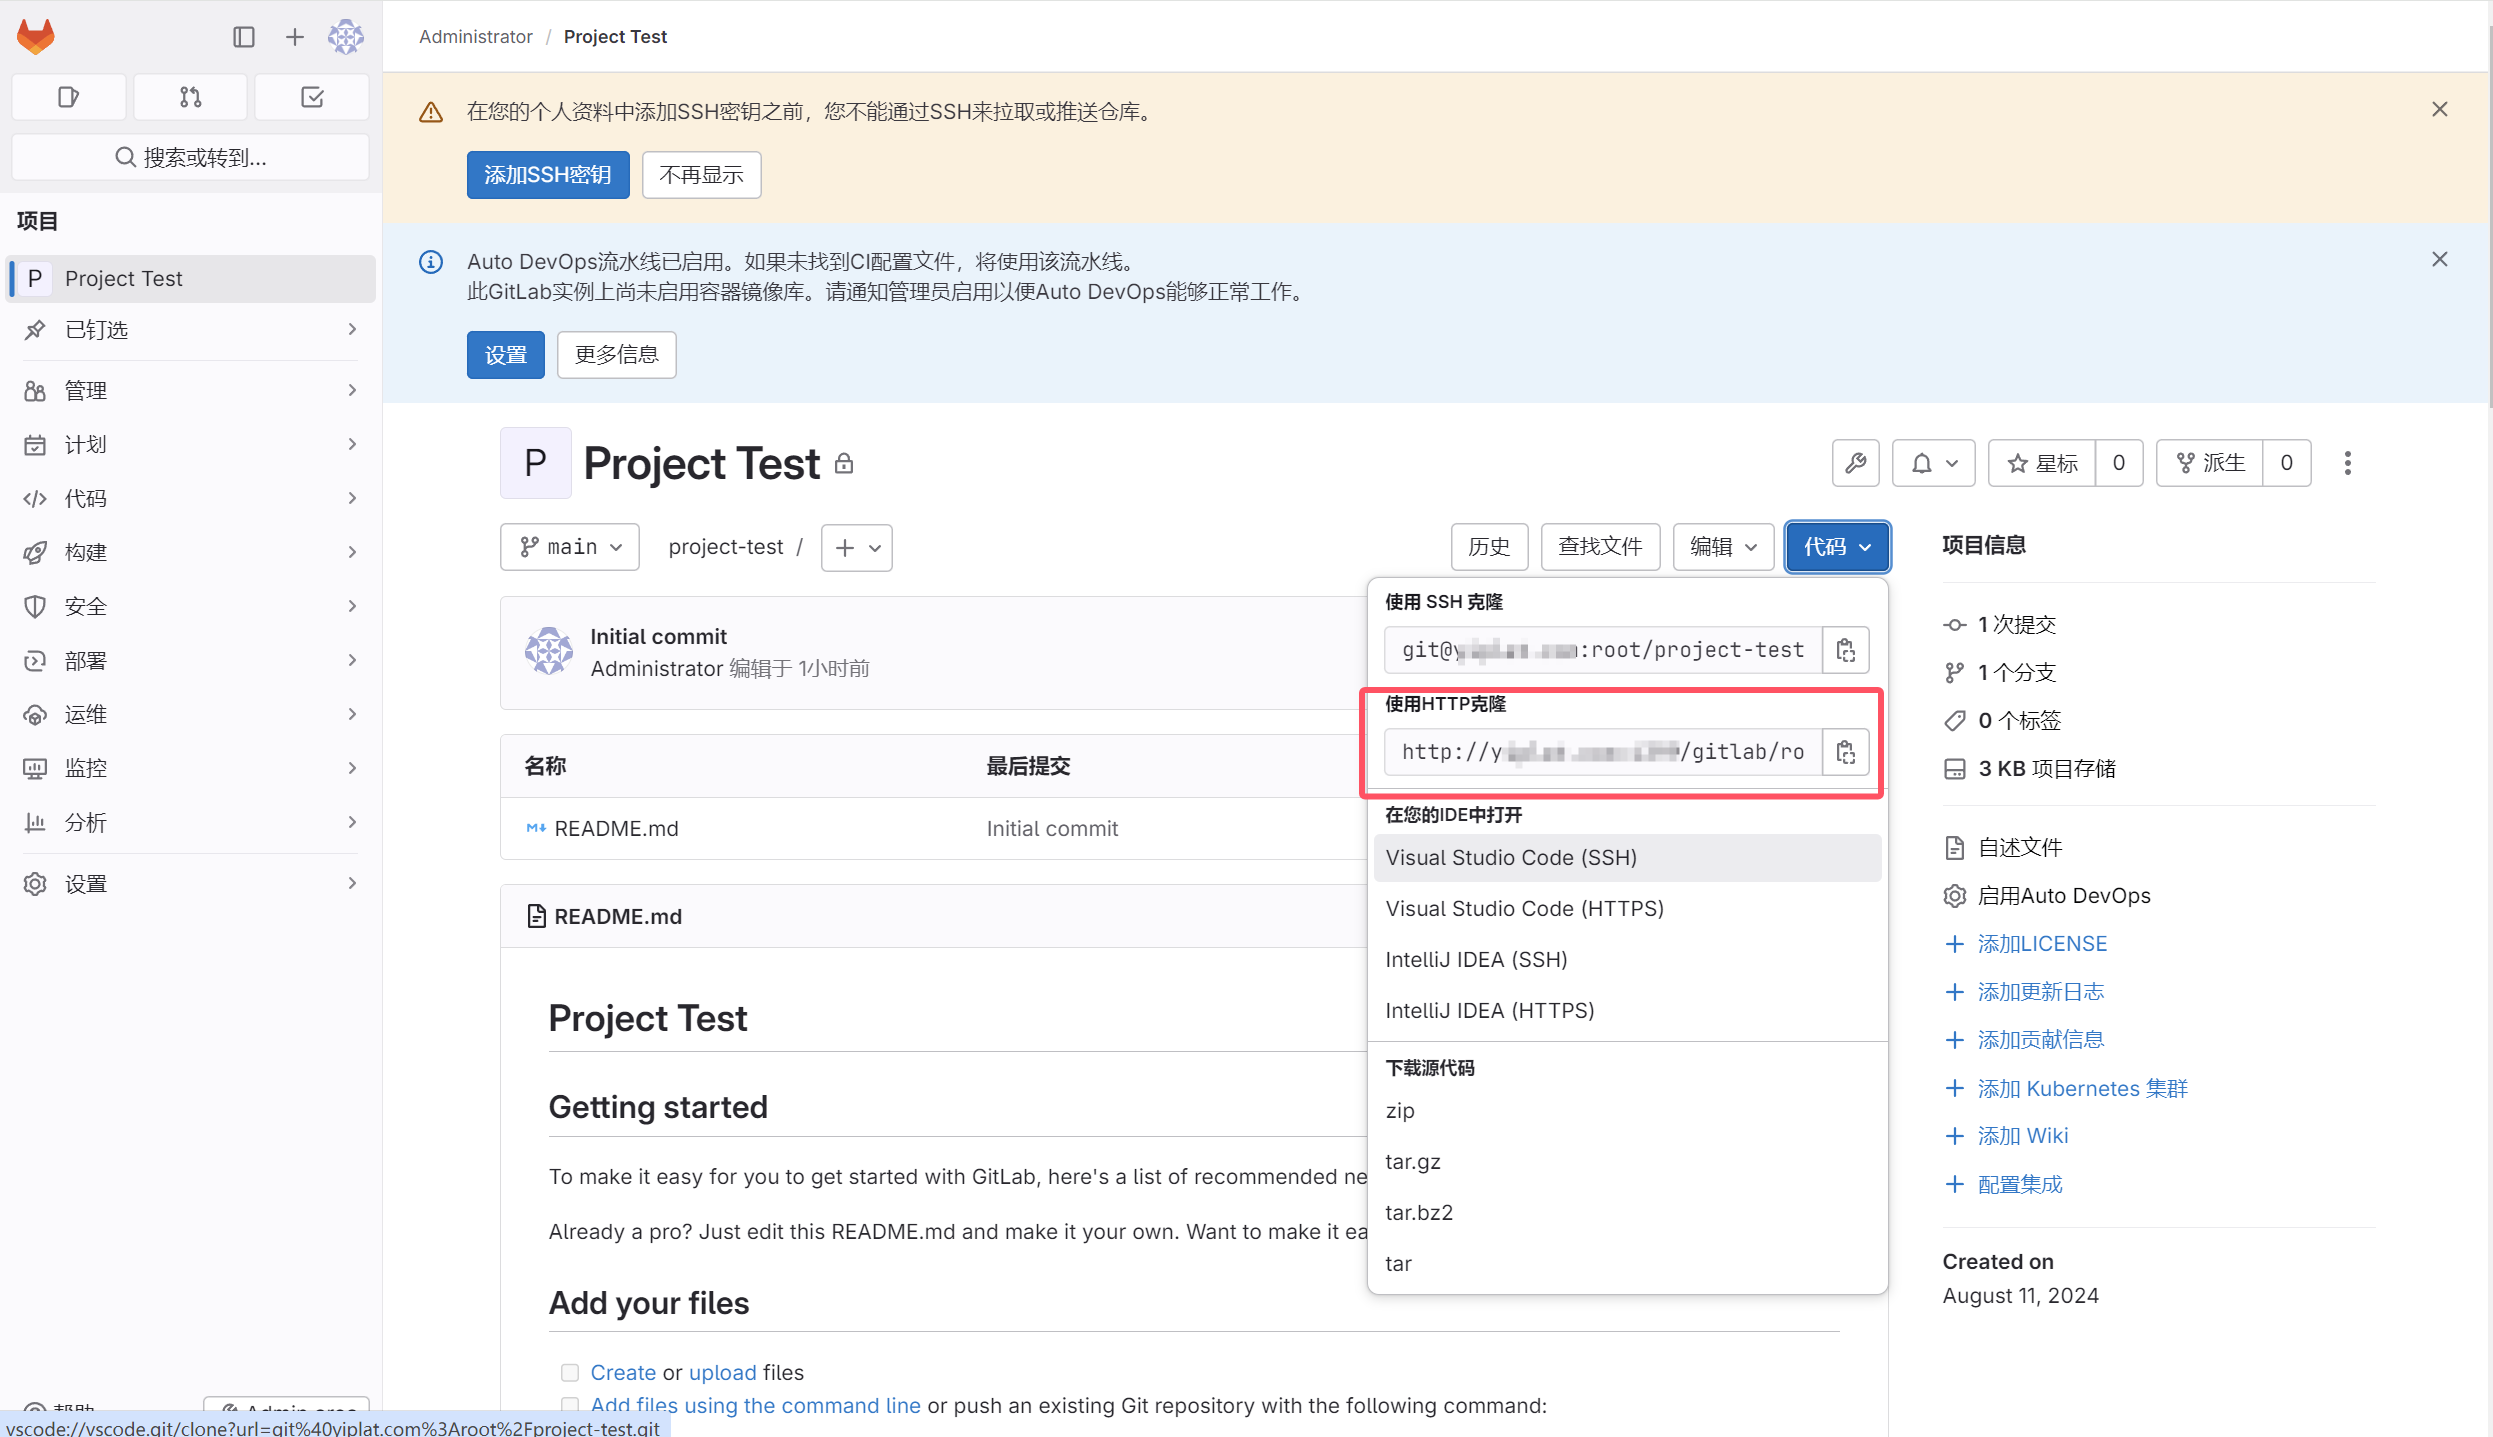 Administrator / Project Test
搜索或转到...
项目
P Project Test
已钉选
管理
计划
代码
构建
安全
部署
运维
监控
分析
设置
在您的个人资料中添加SSH密钥之前，您不能通过SSH来拉取或推送仓库。
添加SSH密钥 不再显示
Auto DevOps流水线已启用。如果未找到CI配置文件，将使用该流水线。
此GitLab实例上尚未启用容器镜像库。请通知管理员启用以便Auto DevOps能够正常工作。
设置 更多信息
P Project Test
星标 0 派生 0
main project-test / 历史 查找文件 编辑 代码
Initial commit
Administrator 编辑于 1小时前
名称 最后提交
README.md Initial commit
README.md
Project Test
Getting started
To make it easy for you to get started with GitLab, here's a list of recommended ne
Already a pro? Just edit this README.md and make it your own. Want to make it ea
Add your files
Create or upload files
Add files using the command line or push an existing Git repository with the following command:
使用 SSH 克隆
git@ :root/project-test
使用HTTP克隆
http://y /gitlab/ro
在您的IDE中打开
Visual Studio Code (SSH)
Visual Studio Code (HTTPS)
IntelliJ IDEA (SSH)
IntelliJ IDEA (HTTPS)
下载源代码
zip
tar.gz
tar.bz2
tar
项目信息
1 次提交
1 个分支
0 个标签
3 KB 项目存储
自述文件
启用Auto DevOps
添加LICENSE
添加更新日志
添加贡献信息
添加 Kubernetes 集群
添加 Wiki
配置集成
Created on
August 11, 2024
帮助 Admin area
vscode://vscode.git/clone?url=git%40yiplat.com%3Aroot%2Fproject-test.git